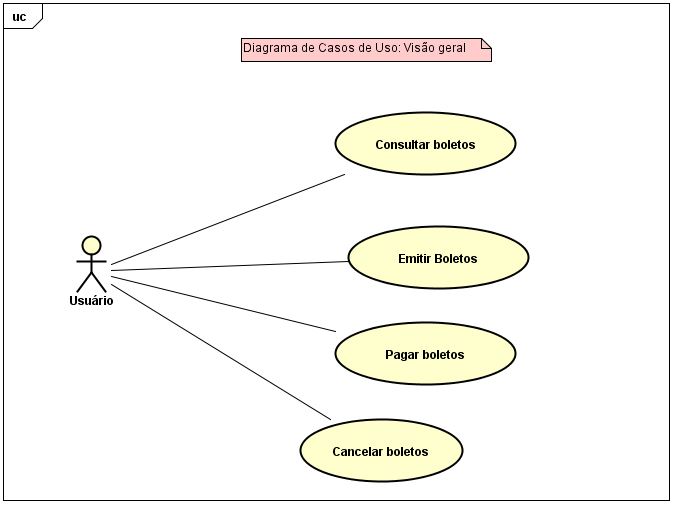 uc
Diagrama de Casos de Uso: Visão geral
Consultar boletos
Emitir Boletos
Usuário
Pagar boletos
Cancelar boletos